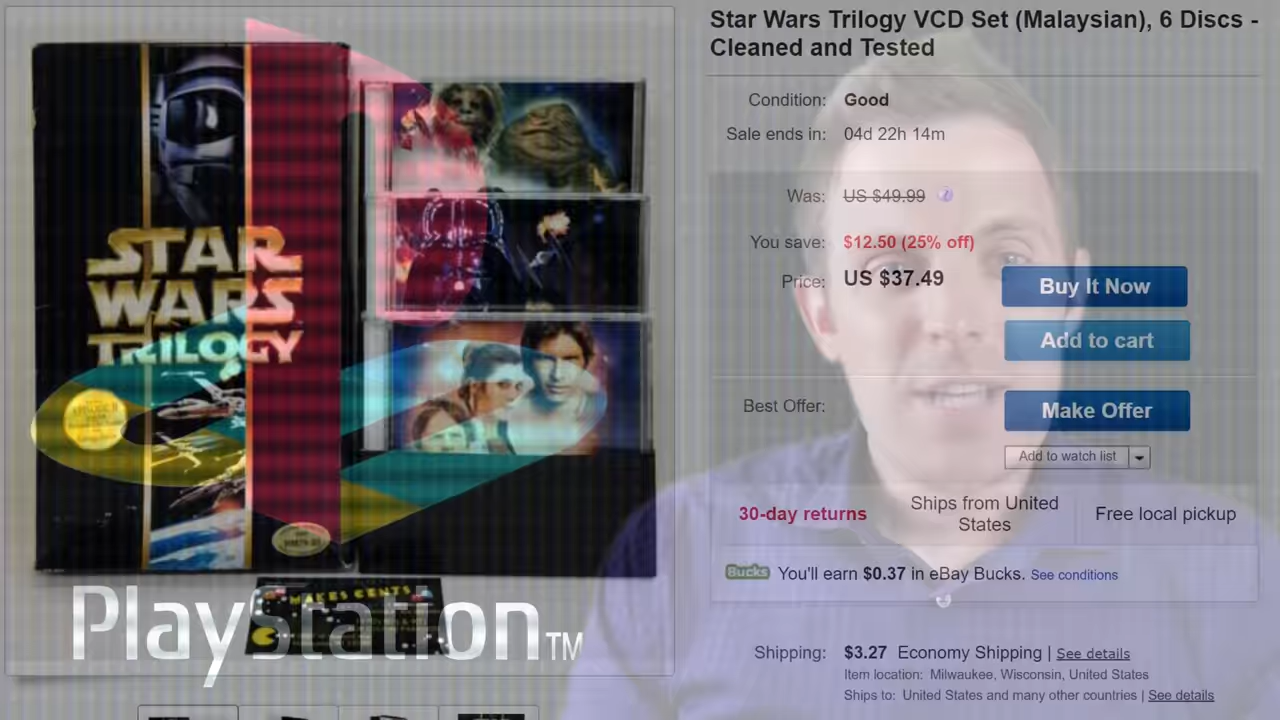 Star Wars Trilogy VCD Set (Malaysian), 6 Discs -
Cleaned and Tested
Condition: Good
Sale ends in: 04d 22h 14m
Was: US $49.99
You save: $12.50 (25% off)
Price: US $37.49
Buy It Now
Add to cart
Best Offer:
Make Offer
Add to watch list
30-day returns
Ships from United
States
Free local pickup
Bucks You'll earn $0.37 in eBay Bucks. See conditions
Shipping: $3.27 Economy Shipping | See details
Item location: Milwaukee, Wisconsin, United States
Ships to: United States and many other countries | See details
STAR
WARS
TRILOGY
MAKES CENTS
PlayStation TM